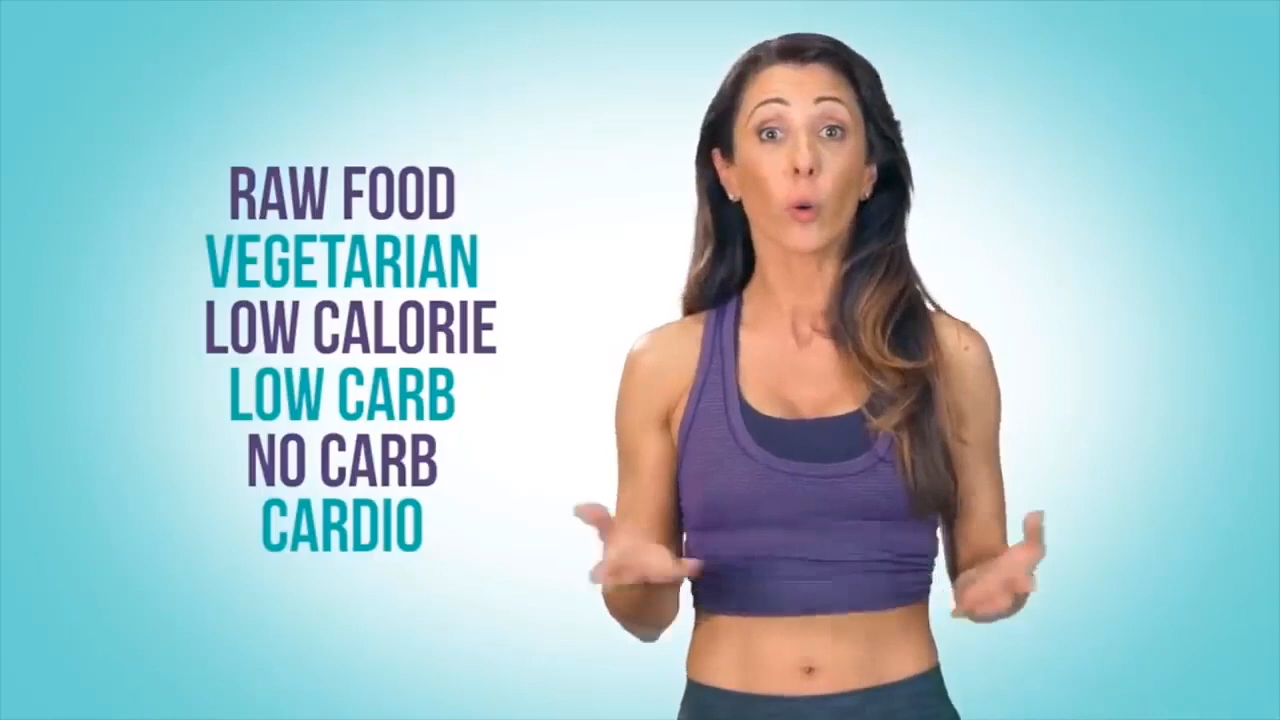 RAW FOOD
VEGETARIAN
LOW CALORIE
LOW CARB
NO CARB
CARDIO